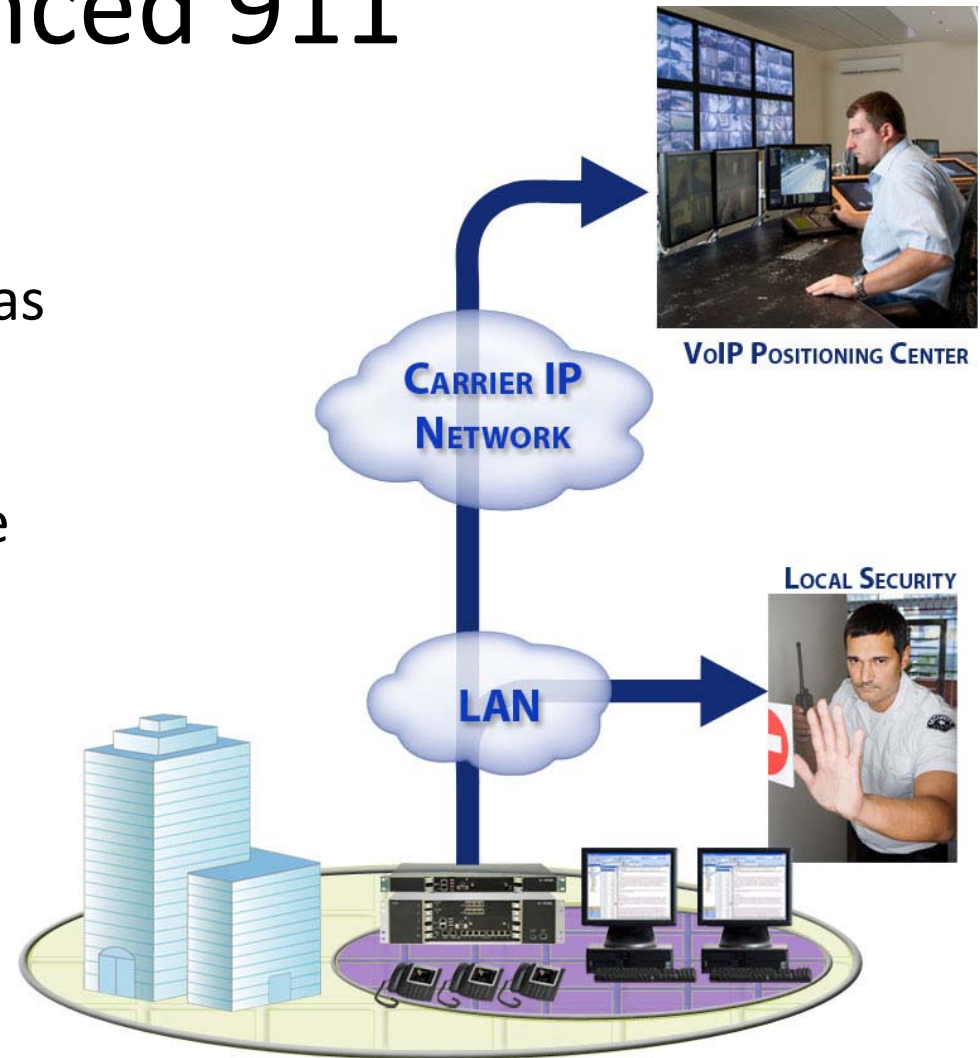 nced 911
as
e
VoIP Positioning Center
Carrier IP
Network
Local Security
LAN